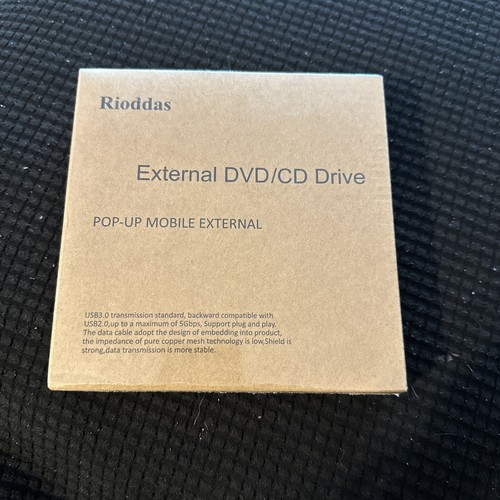 Rioddas
External DVD/CD Drive
POP-UP MOBILE EXTERNAL
USB3.0 transmission standard, backward compatible with
USB2.0,up to a maximum of 5Gbps, Support plug and play.
The data cable adopt the design of embedding into product,
the impedance of pure copper mesh technology is low,Shield is
strong,data transmission is more stable.